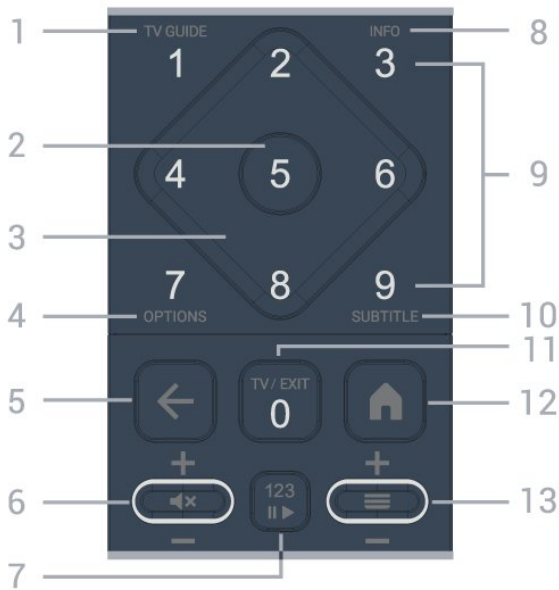 1 TV GUIDE INFO 8
1 2 3
2 4 5 6 9
3
7 8 9
4 OPTIONS SUBTITLE 10
11
5 TV / EXIT 12
0
+ +
6 123 13
− −
7